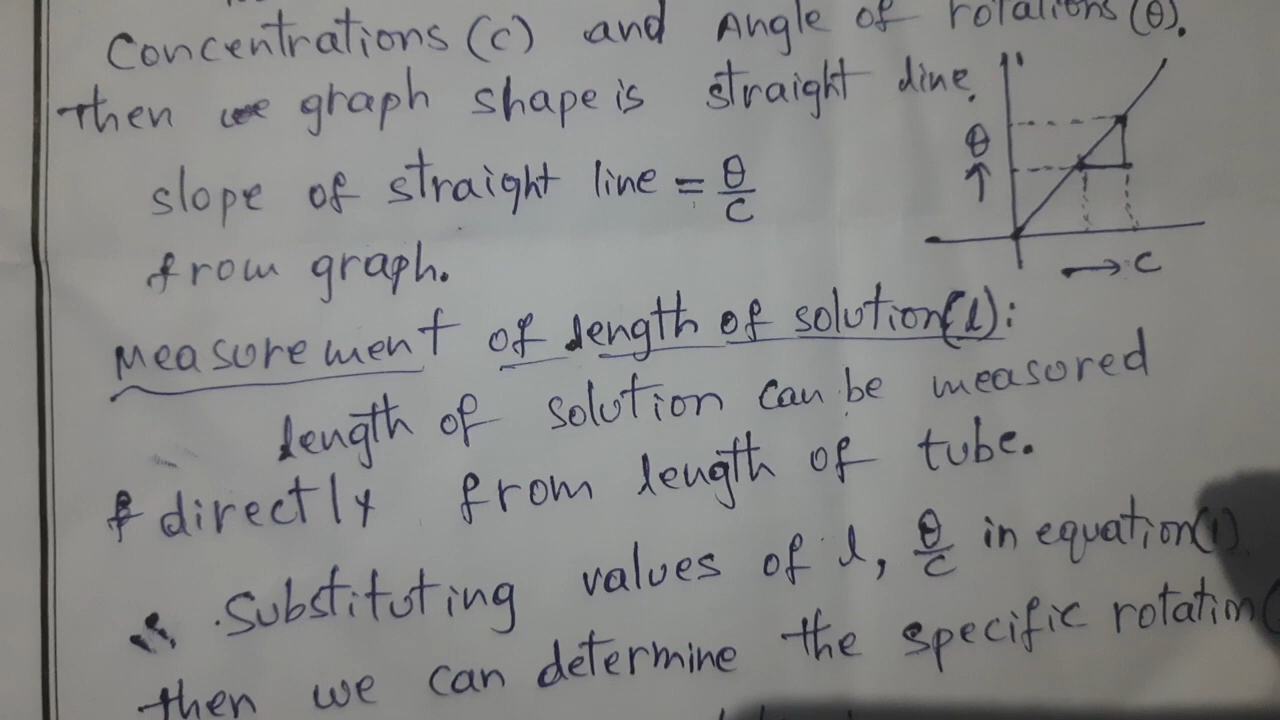 Concentrations (c) and Angle of rotations (θ).
then we graph shape is straight line.
slope of straight line = θ/c
from graph.
θ
↑
→ c
Measurement of length of solution (l):
length of solution can be measured
directly from length of tube.
Substituting values of l, θ/c in equation (1)
then we can determine the specific rotation